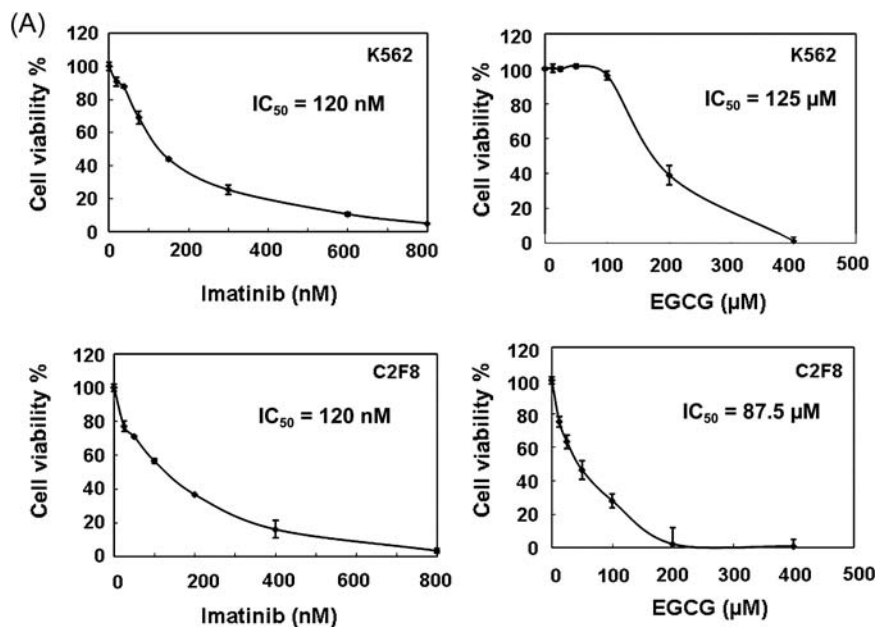 (A)
K562
IC50 = 120 nM
Cell viability %
120
100
80
60
40
20
0
0 200 400 600 800
Imatinib (nM)
K562
IC50 = 125 µM
Cell viability %
120
100
80
60
40
20
0
0 100 200 300 400 500
EGCG (µM)
C2F8
IC50 = 120 nM
Cell viability %
120
100
80
60
40
20
0
0 200 400 600 800
Imatinib (nM)
C2F8
IC50 = 87.5 µM
Cell viability %
120
100
80
60
40
20
0
0 100 200 300 400 500
EGCG (µM)